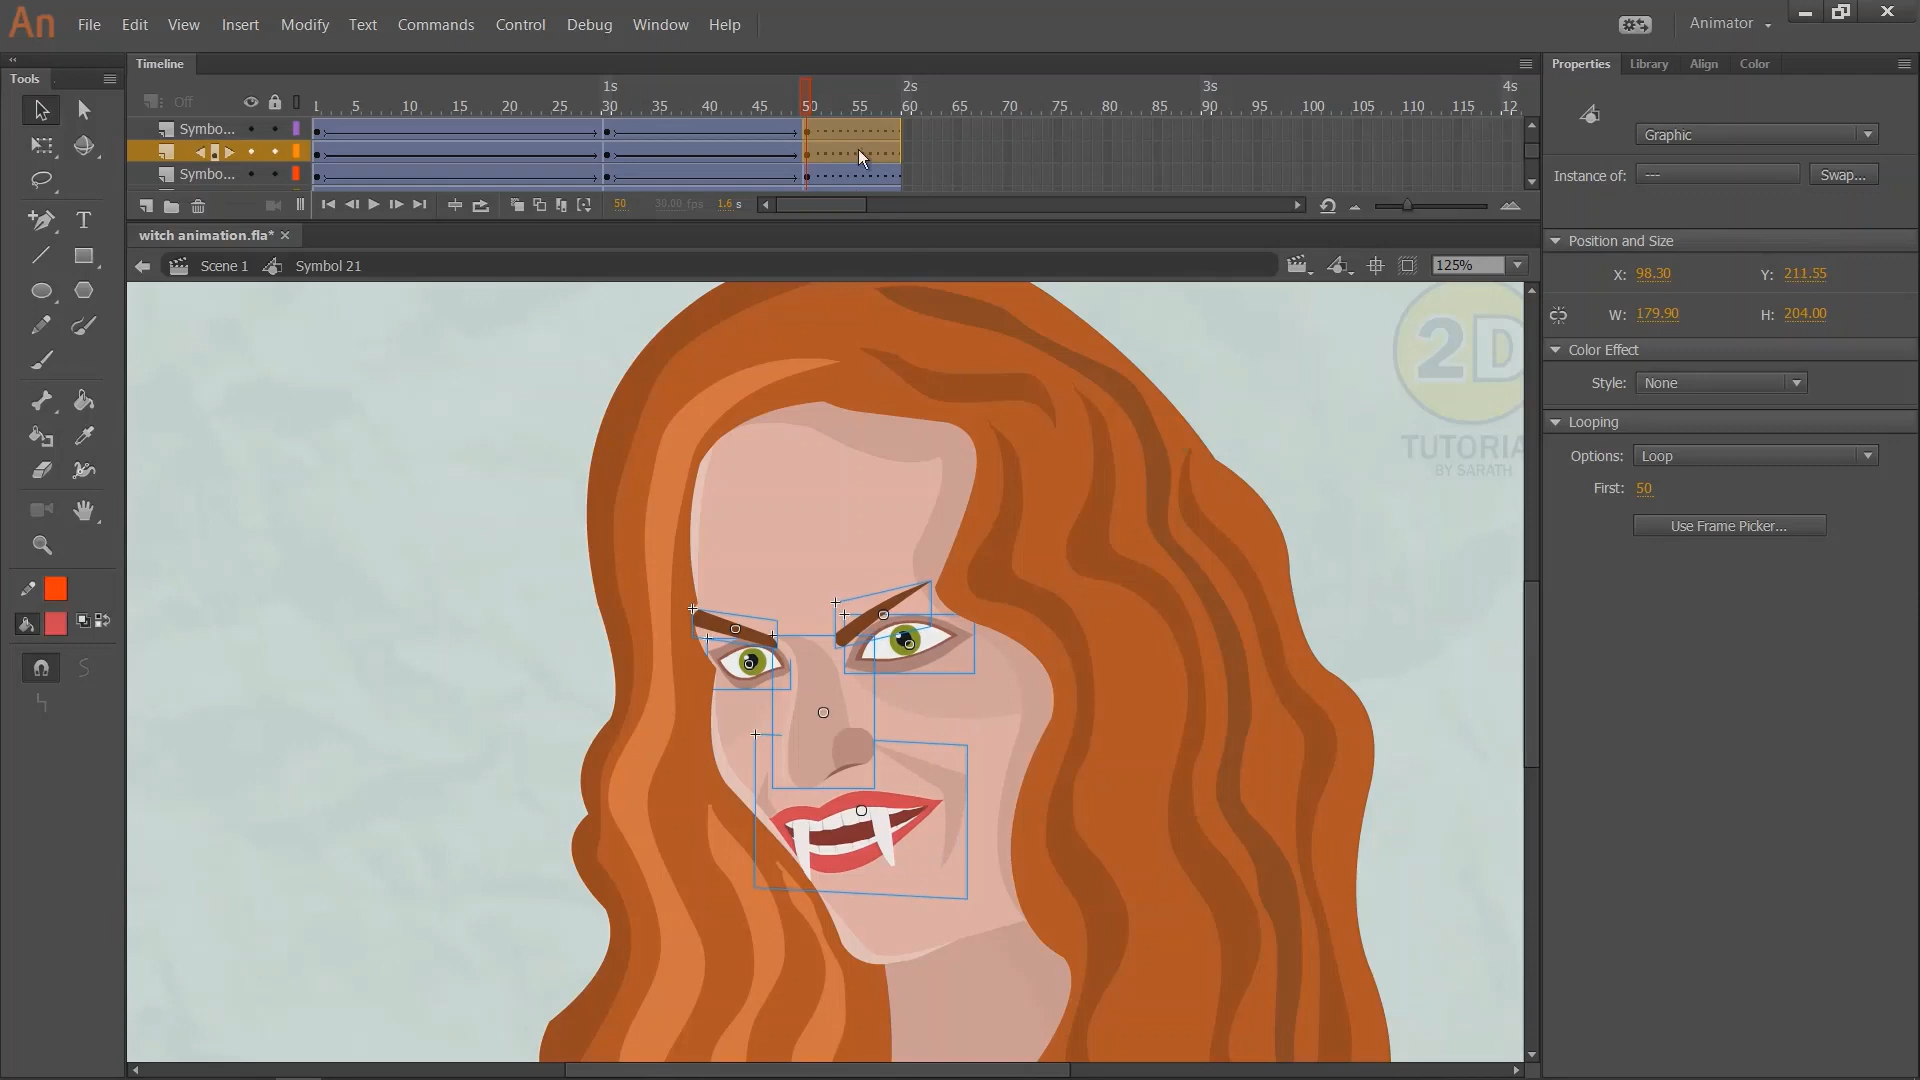 An File Edit View Insert Modify Text Commands Control Debug Window Help Animator
Tools
Timeline
Properties Library Align Color
1s 2s 3s 4s
Off 1 5 10 15 20 25 30 35 40 45 50 55 60 65 70 75 80 85 90 95 100 105 110 115 12
Symbo...
Symbo...
50 30.00 fps 1.6 s
witch animation.fla*
Scene 1 Symbol 21 125%
Graphic
Instance of: --- Swap...
Position and Size
X: 98.30 Y: 211.55
W: 179.90 H: 204.00
Color Effect
Style: None
Looping
Options: Loop
First: 50
Use Frame Picker...
2D
TUTORIA
BY SARATH
T